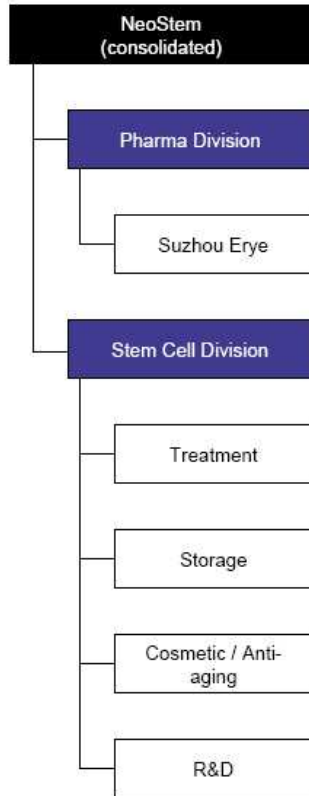 NeoStem
(consolidated)
Pharma Division
Suzhou Erye
Stem Cell Division
Treatment
Storage
Cosmetic / Anti-
aging
R&D